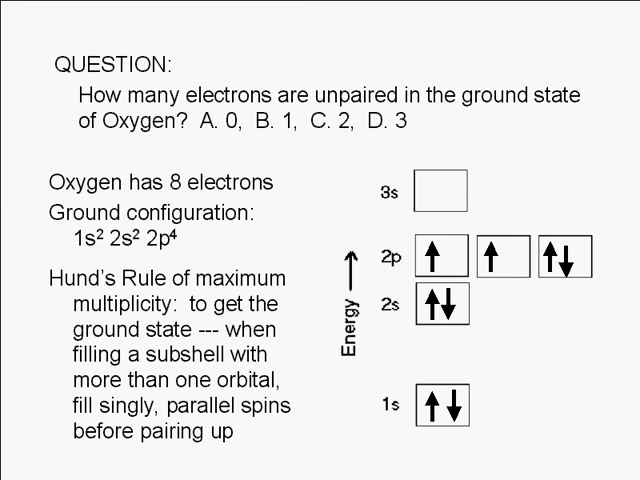 QUESTION:
How many electrons are unpaired in the ground state
of Oxygen? A. 0, B. 1, C. 2, D. 3
Oxygen has 8 electrons
Ground configuration:
1s² 2s² 2p⁴
Hund's Rule of maximum
multiplicity: to get the
ground state --- when
filling a subshell with
more than one orbital,
fill singly, parallel spins
before pairing up
3s
2p
2s
1s
Energy